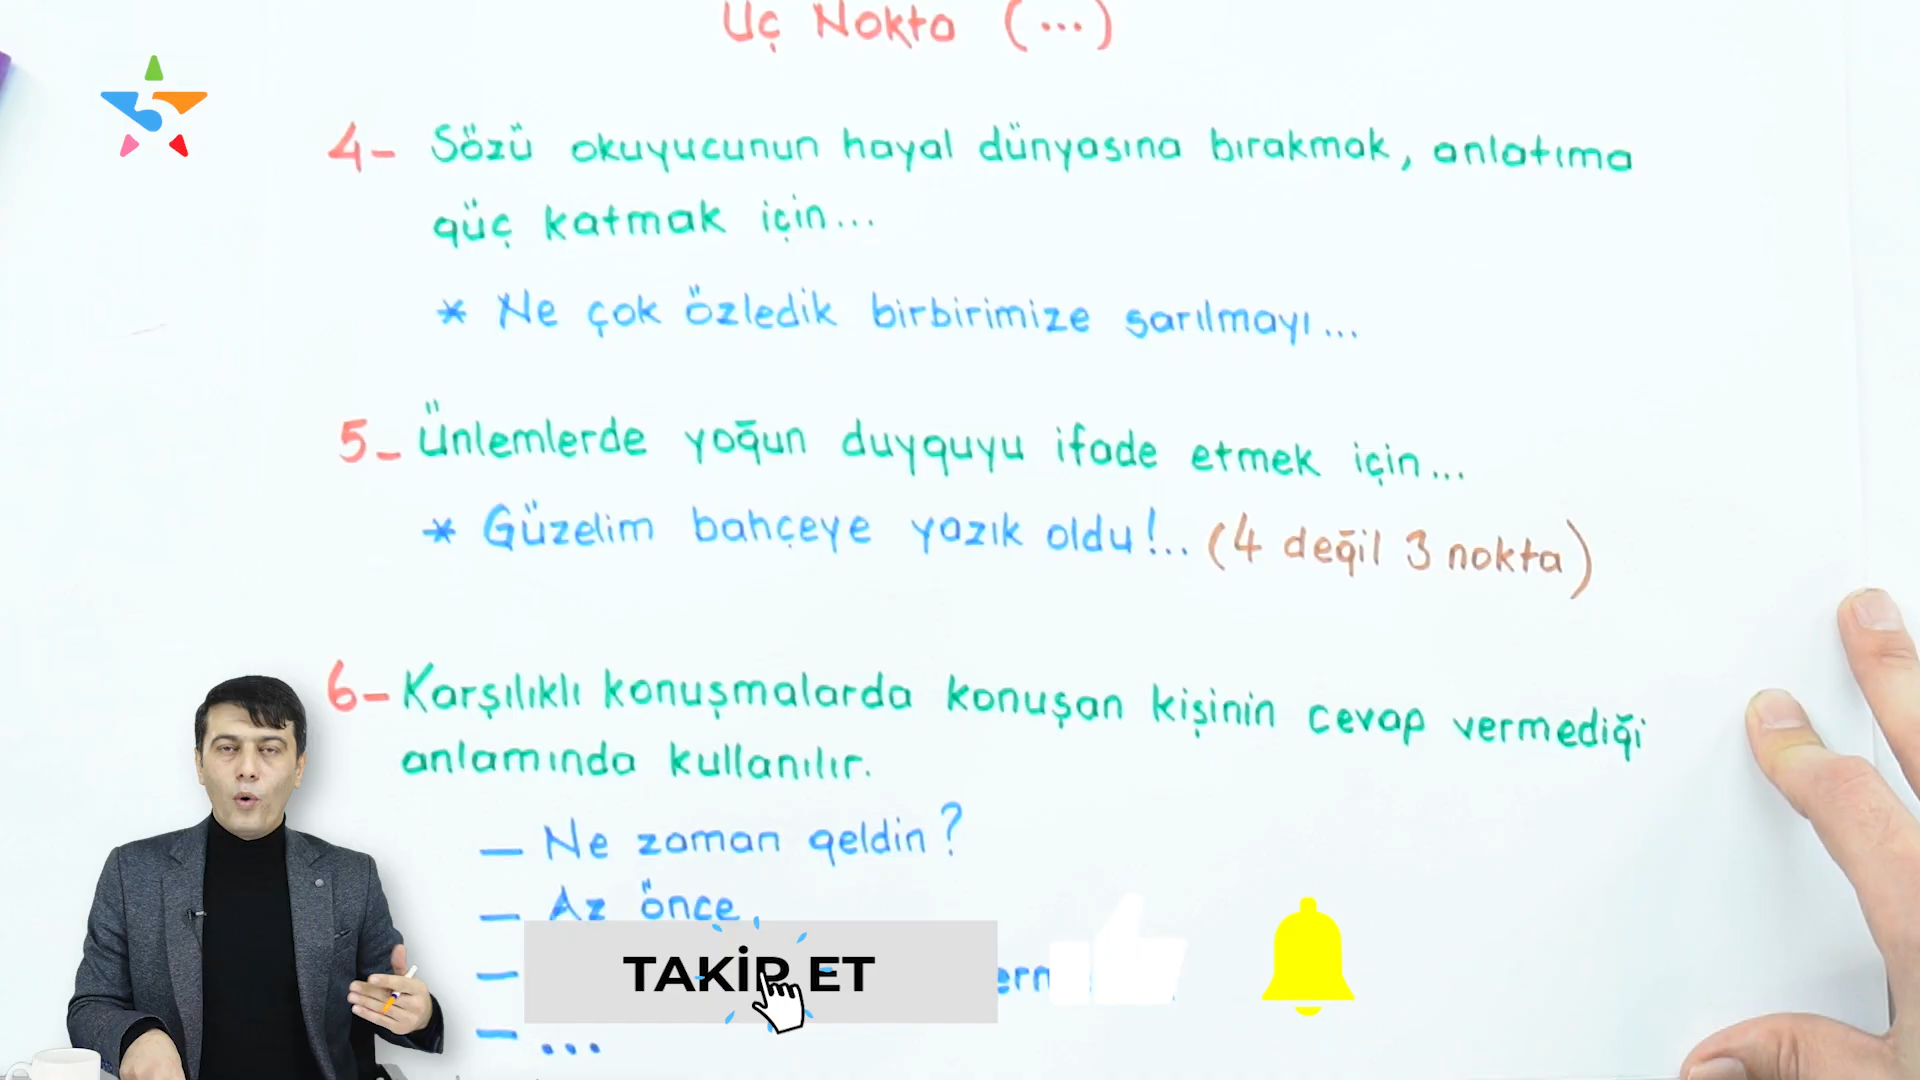 Üç Nokta (...)
4- Sözü okuyucunun hayal dünyasına bırakmak, anlatıma
güç katmak için...
* Ne çok özledik birbirimize sarılmayı...
5- Ünlemlerde yoğun duyguyu ifade etmek için...
* Güzelim bahçeye yazık oldu!.. (4 değil 3 nokta)
6- Karşılıklı konuşmalarda konuşan kişinin cevap vermediği
anlamında kullanılır.
— Ne zaman geldin?
— Az önce.
—
— ...
TAKİP ET
5